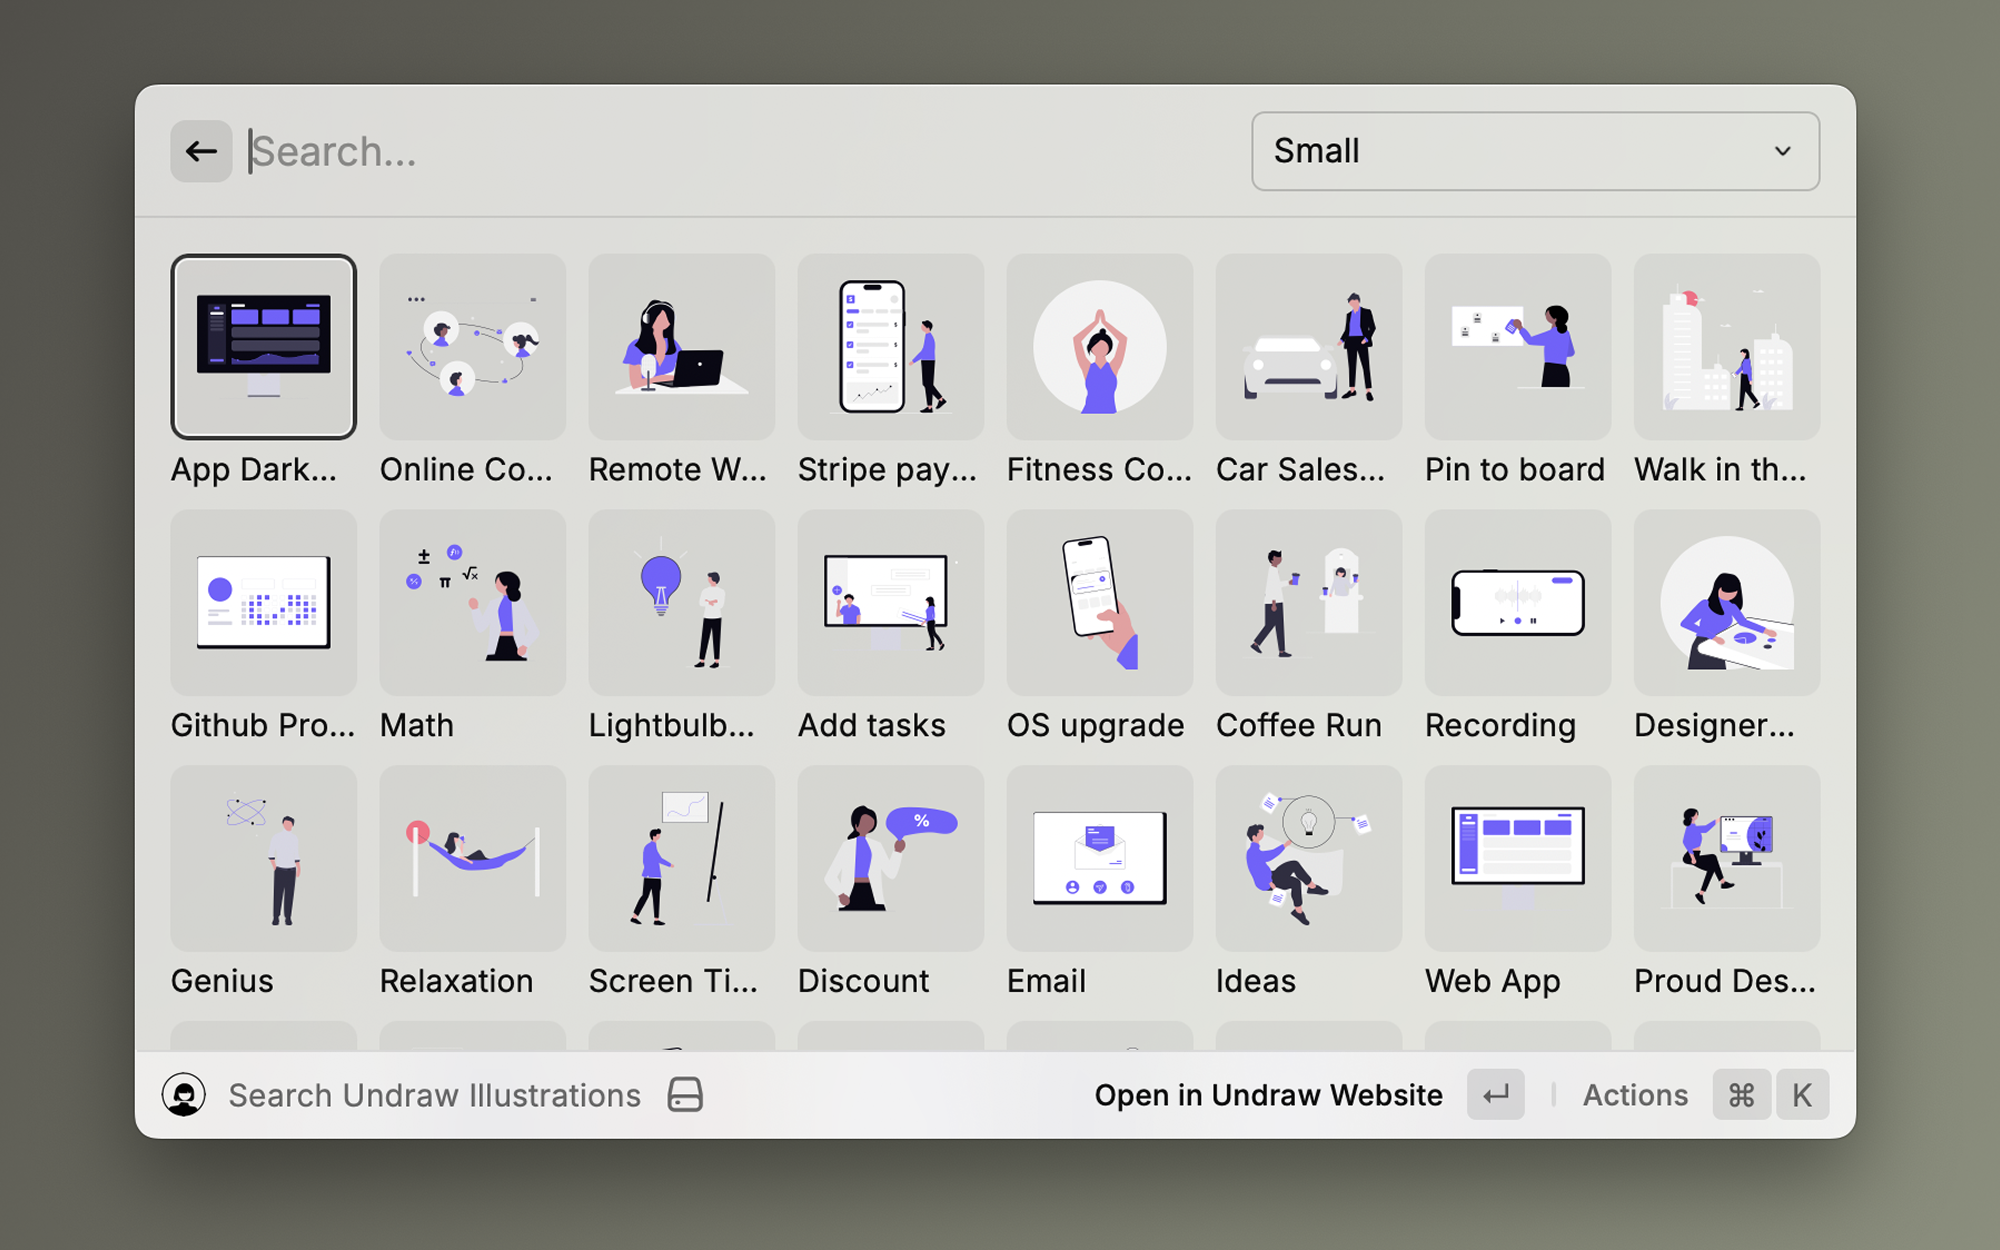 Search...
Small
App Dark...
Online Co...
Remote W...
Stripe pay...
Fitness Co...
Car Sales...
Pin to board
Walk in th...
± f()
% π √x
Github Pro...
Math
Lightbulb...
Add tasks
OS upgrade
Coffee Run
Recording
Designer...
%
Genius
Relaxation
Screen Ti...
Discount
Email
Ideas
Web App
Proud Des...
Search Undraw Illustrations
Open in Undraw Website
Actions
⌘ K